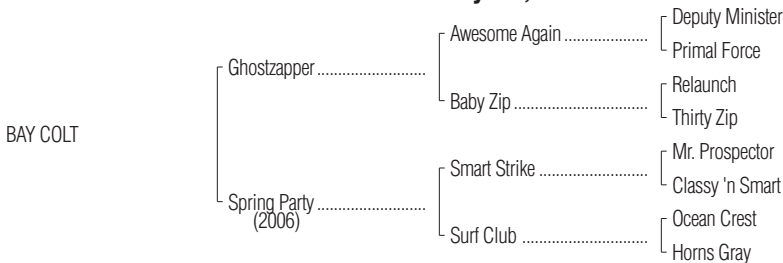 BAY COLT
Ghostzapper
Spring Party
(2006)
Awesome Again
Baby Zip
Smart Strike
Surf Club
Deputy Minister
Primal Force
Relaunch
Thirty Zip
Mr. Prospector
Classy 'n Smart
Ocean Crest
Horns Gray